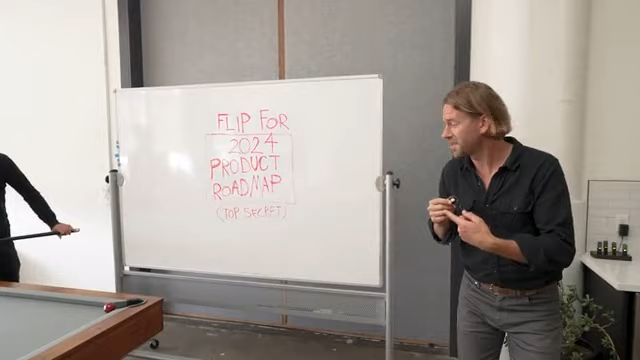 FLIP FOR
2024
PRODUCT
ROADMAP
(TOP SECRET)